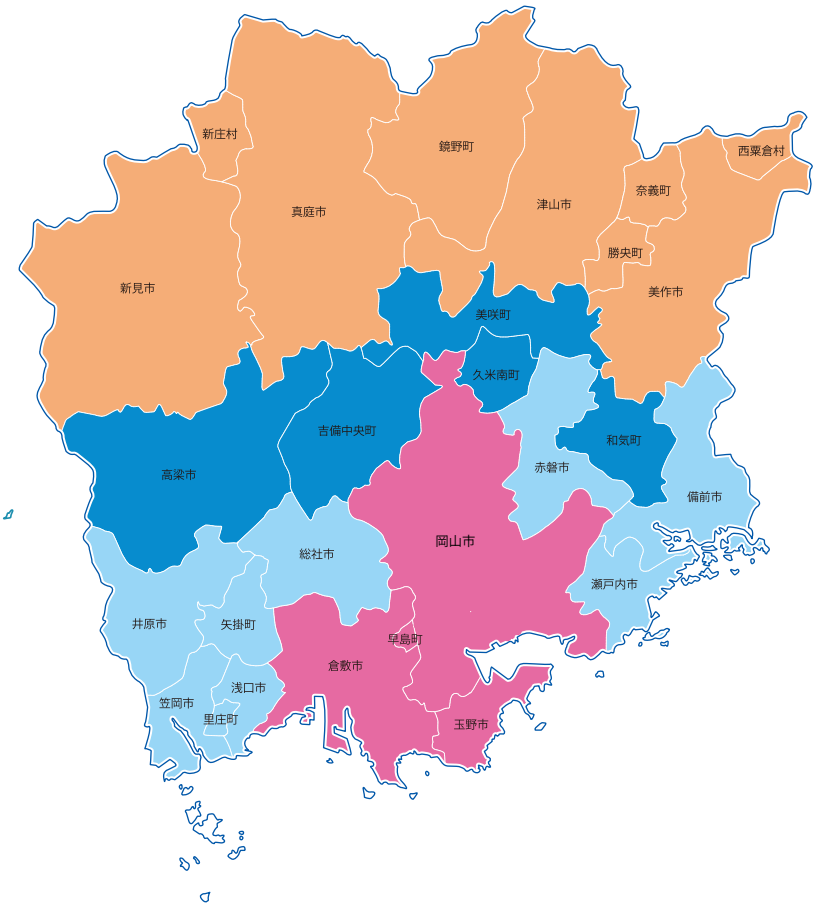 新庄村
鏡野町
西粟倉村
奈義町
真庭市
津山市
勝央町
新見市
美作市
美咲町
久米南町
吉備中央町
和気町
高梁市
赤磐市
備前市
岡山市
総社市
瀬戸内市
井原市
矢掛町
早島町
倉敷市
浅口市
笠岡市
里庄町
玉野市